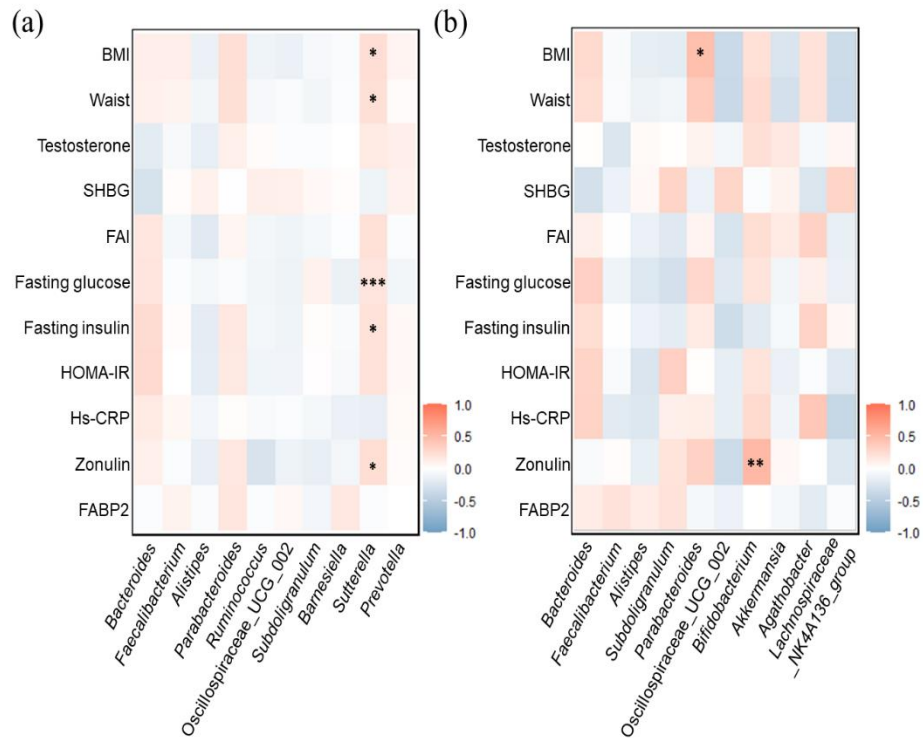 (a)
BMI
*
Waist
*
Testosterone
SHBG
FAI
Fasting glucose
***
Fasting insulin
*
HOMA-IR
Hs-CRP
Zonulin
*
FABP2
1.0
0.5
0.0
-0.5
-1.0
Bacteroides
Faecalibacterium
Alistipes
Parabacteroides
Ruminococcus
Oscillospiraceae_UCG_002
Subdoligranulum
Barnesiella
Sutterella
Prevotella
(b)
BMI
*
Waist
Testosterone
SHBG
FAI
Fasting glucose
Fasting insulin
HOMA-IR
Hs-CRP
Zonulin
**
FABP2
1.0
0.5
0.0
-0.5
-1.0
Bacteroides
Faecalibacterium
Alistipes
Subdoligranulum
Parabacteroides
Oscillospiraceae_UCG_002
Bifidobacterium
Akkermansia
Agathobacter
Lachnospiraceae
_NK4A136_group